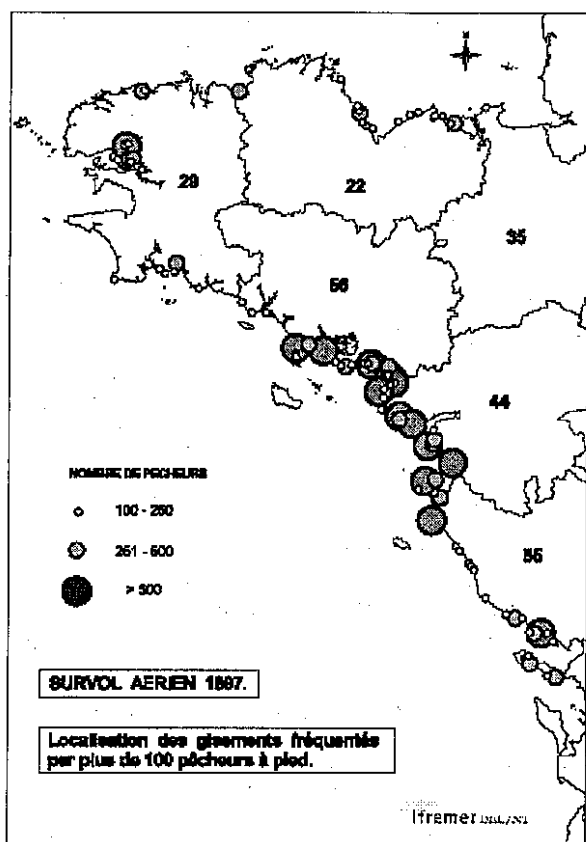 29
22
35
56
44
NOMBRE DE PECHEURS
100 - 250
251 - 500
> 500
SURVOL AERIEN 1997.
Localisation des gisements fréquentés
par plus de 100 pêcheurs à pied.
Ifremer